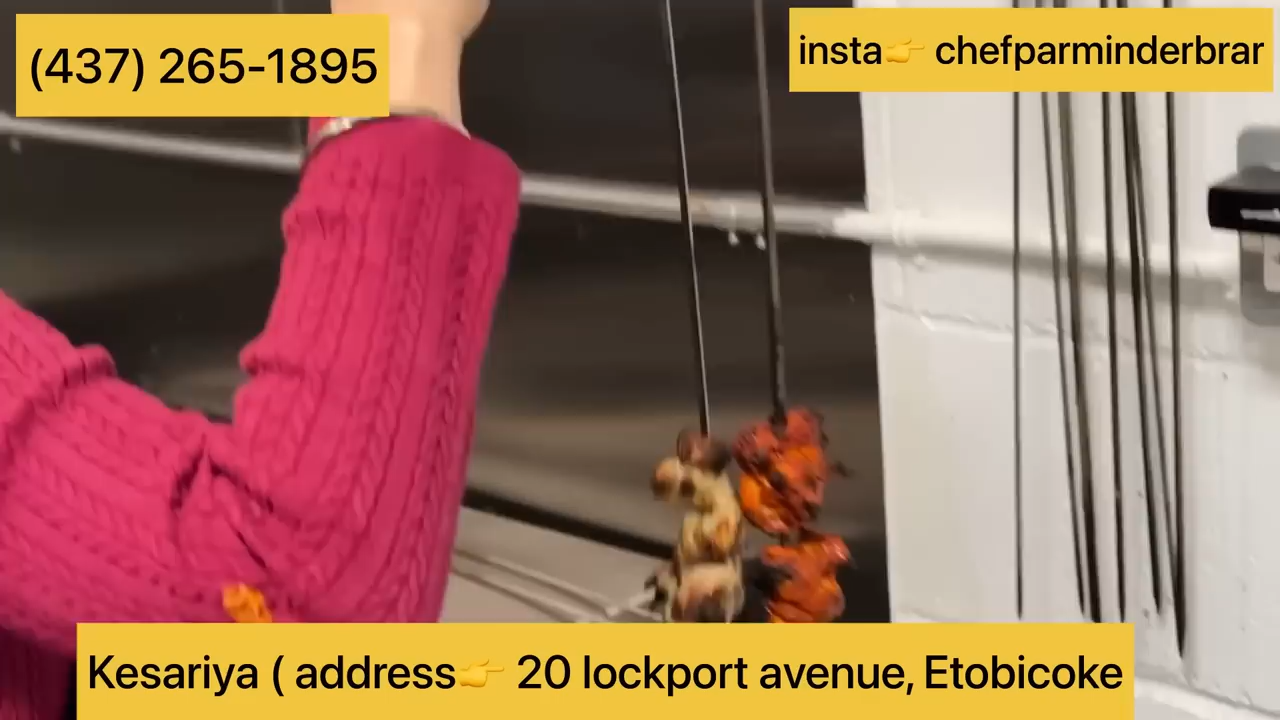 (437) 265-1895
insta👉 chefparminderbrar
Kesariya ( address👉 20 lockport avenue, Etobicoke